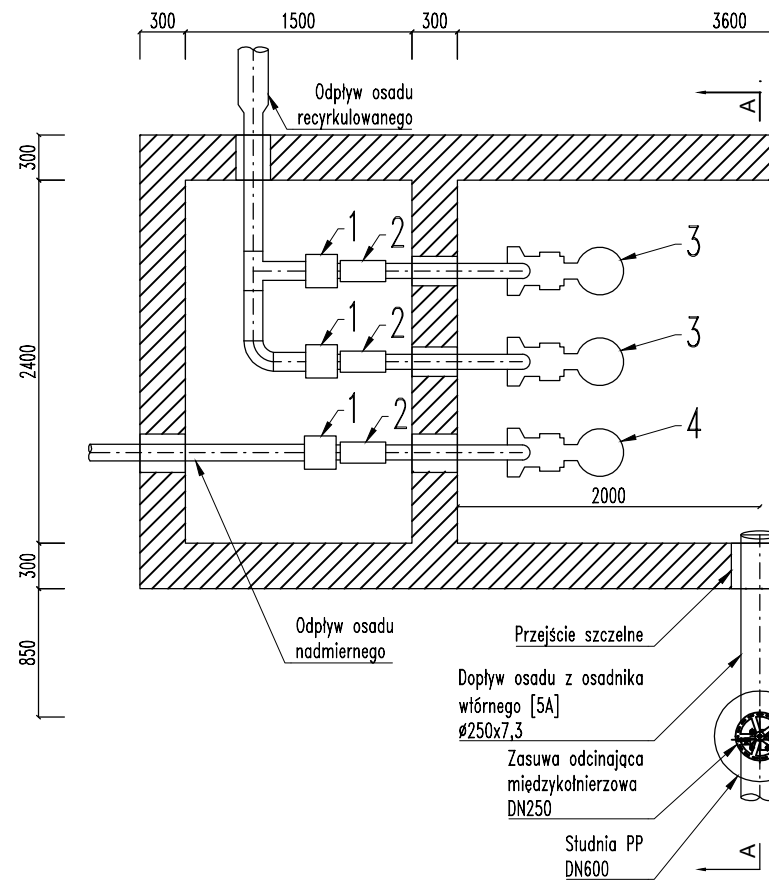 300
1500
300
3600
Odpływ osadu
recyrkulowanego
A
300
1
2
3
1
2
3
2400
1
2
4
2000
300
850
Odpływ osadu
nadmiernego
Przejście szczelne
Dopływ osadu z osadnika
wtórnego [5A]
ø250x7,3
Zasuwa odcinająca
międzykołnierzowa
DN250
Studnia PP
DN600
A